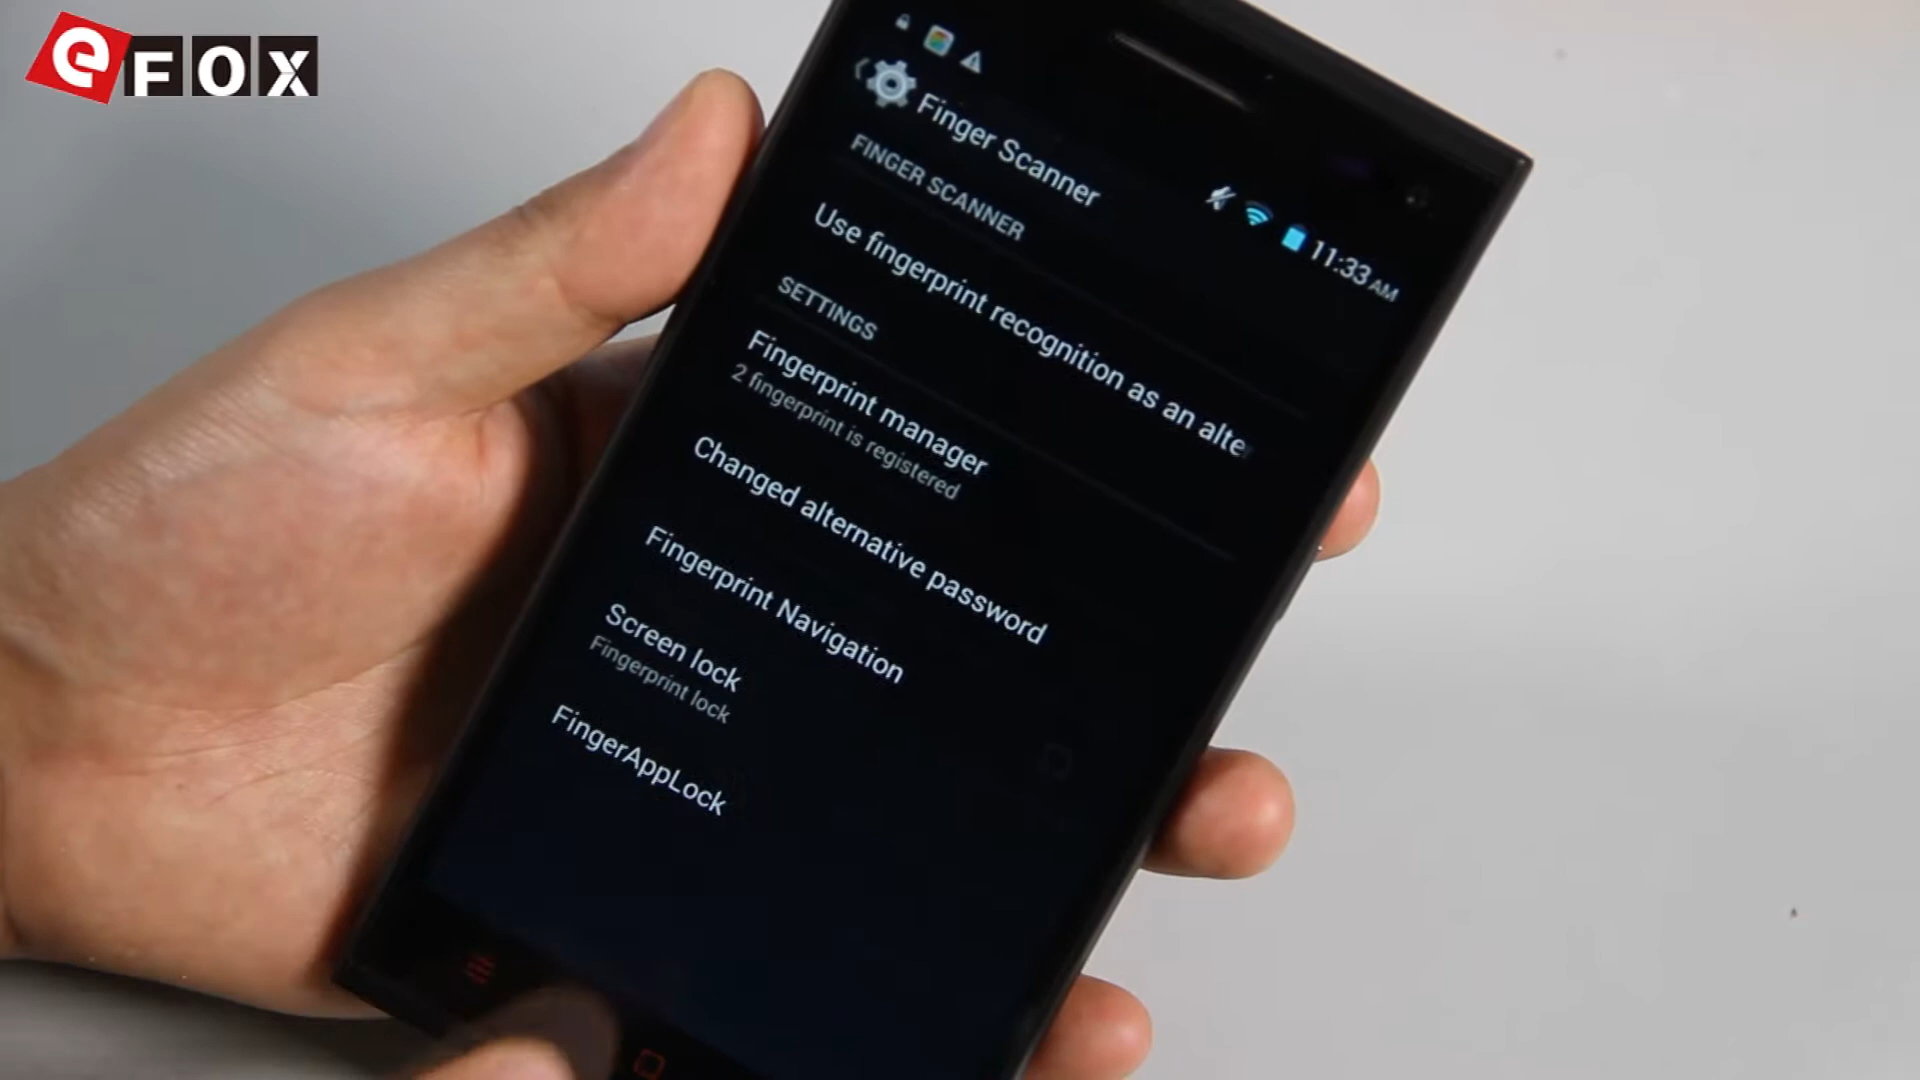 eFOX
11:33 AM
Finger Scanner
FINGER SCANNER
Use fingerprint recognition as an alte
SETTINGS
Fingerprint manager
2 fingerprint is registered
Changed alternative password
Fingerprint Navigation
Screen lock
Fingerprint lock
FingerAppLock